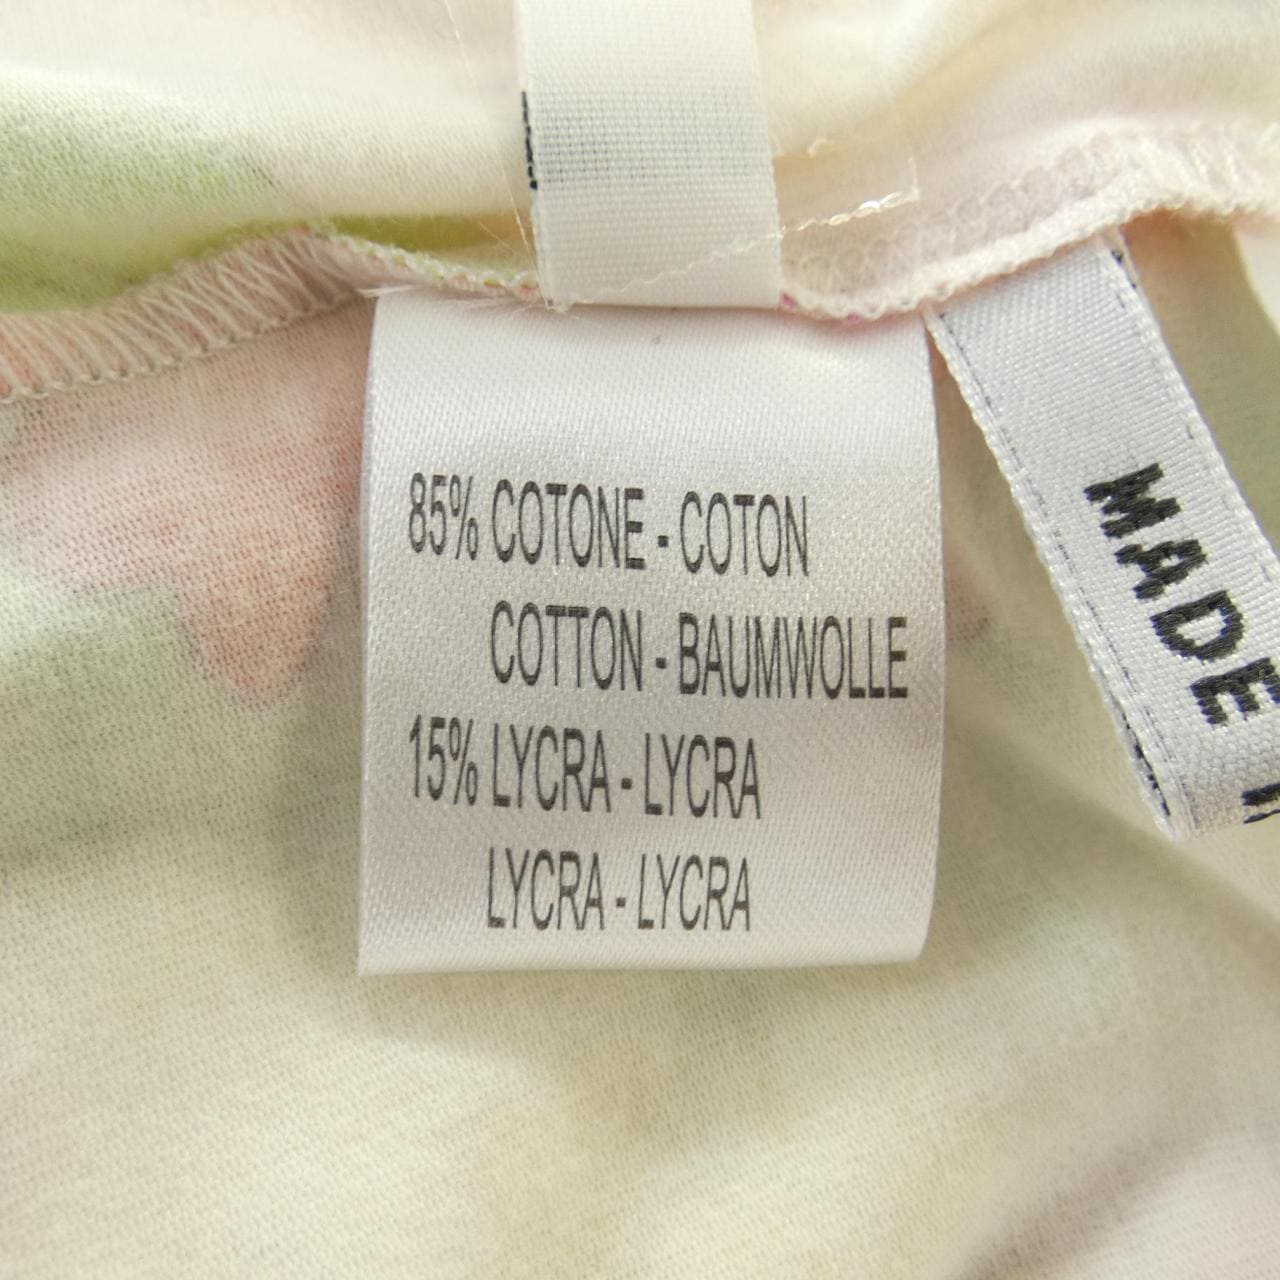 85% COTONE - COTON
COTTON - BAUMWOLLE
15% LYCRA - LYCRA
LYCRA - LYCRA
MADE